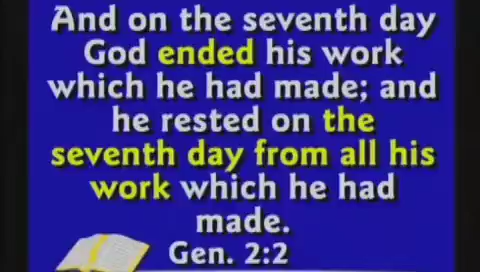 And on the seventh day
God ended his work
which he had made; and
he rested on the
seventh day from all his
work which he had
made.
Gen. 2:2